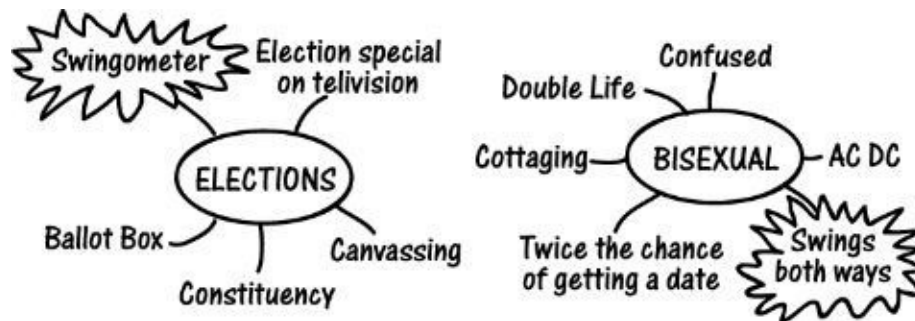 Swingometer
Election special
on telivision
ELECTIONS
Ballot Box
Canvassing
Constituency
Confused
Double Life
Cottaging
BISEXUAL
AC DC
Twice the chance
of getting a date
Swings
both ways